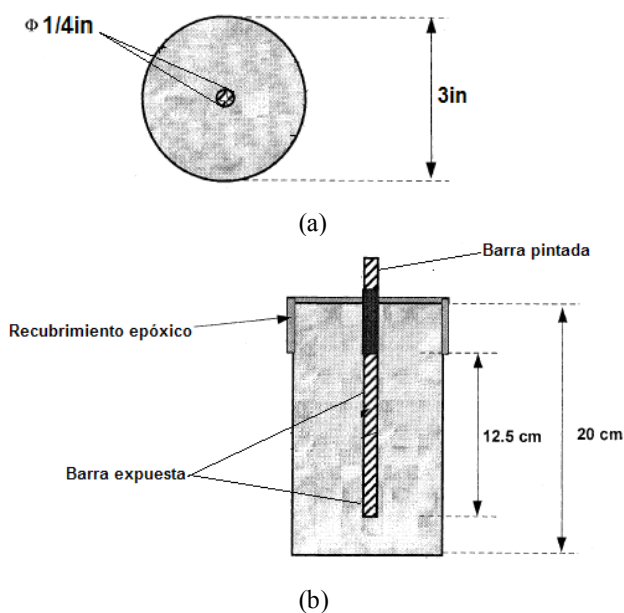 Φ 1/4in
3in
(a)
Barra pintada
Recubrimiento epóxico
12.5 cm
20 cm
Barra expuesta
(b)